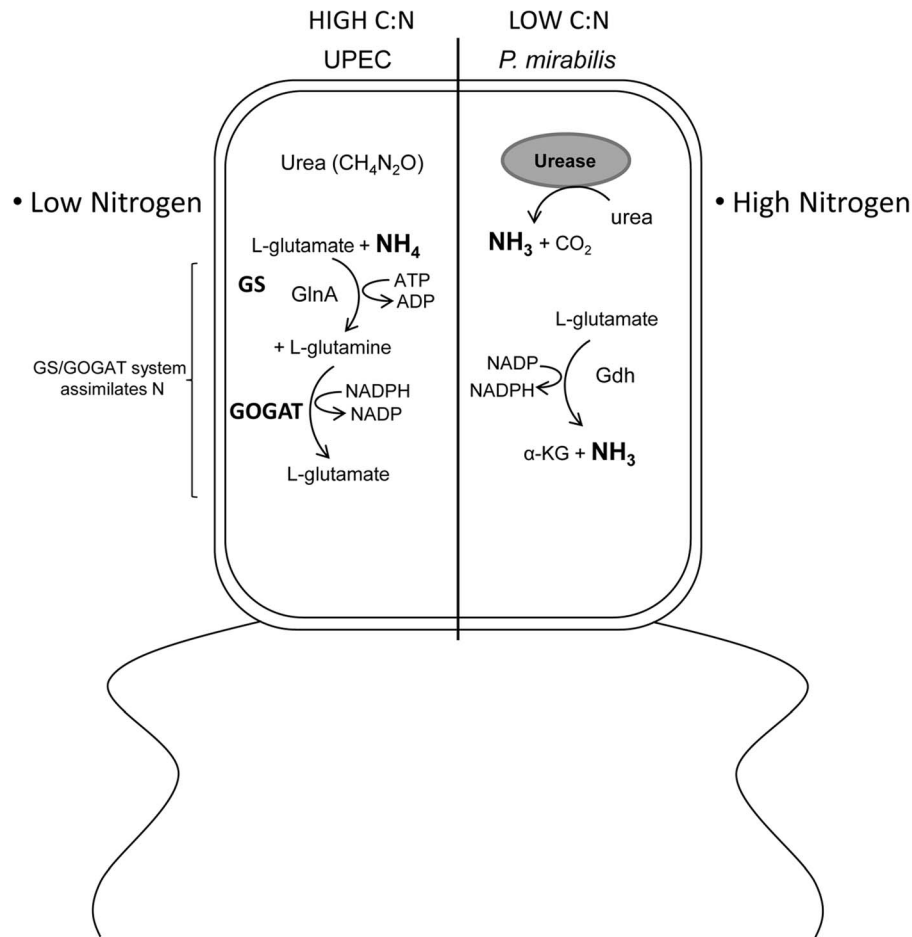 HIGH C:N
UPEC
LOW C:N
P. mirabilis
• Low Nitrogen
Urea (CH₄N₂O)
L-glutamate + NH₄
GS
GlnA
ATP
ADP
+ L-glutamine
GS/GOGAT system
assimilates N
GOGAT
NADPH
NADP
L-glutamate
Urease
urea
NH₃ + CO₂
• High Nitrogen
L-glutamate
NADP
NADPH
Gdh
α-KG + NH₃